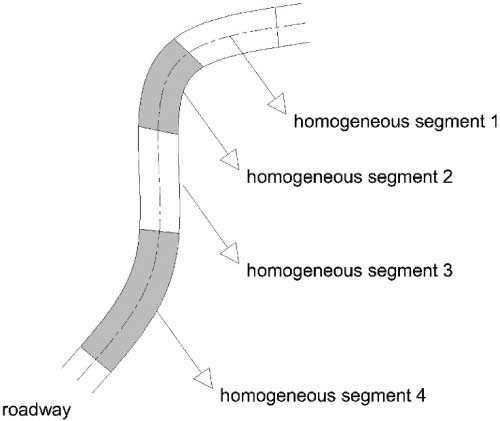 homogeneous segment 1
homogeneous segment 2
homogeneous segment 3
homogeneous segment 4
roadway